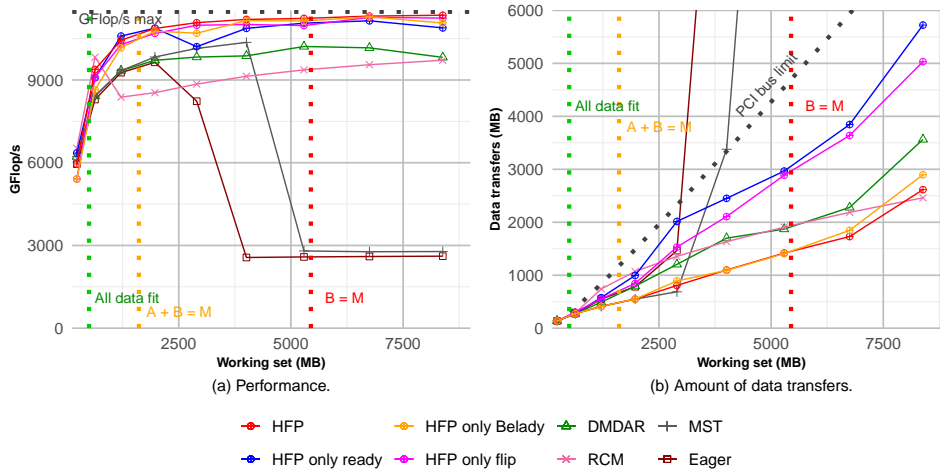 GFlop/s max
9000
6000
3000
0
GFlop/s
All data fit
A + B = M
B = M
2500
5000
7500
Working set (MB)
(a) Performance.
6000
5000
4000
3000
2000
1000
0
Data transfers (MB)
PCI bus limit
All data fit
A + B = M
B = M
2500
5000
7500
Working set (MB)
(b) Amount of data transfers.
HFP
HFP only Belady
DMDAR
MST
HFP only ready
HFP only flip
RCM
Eager